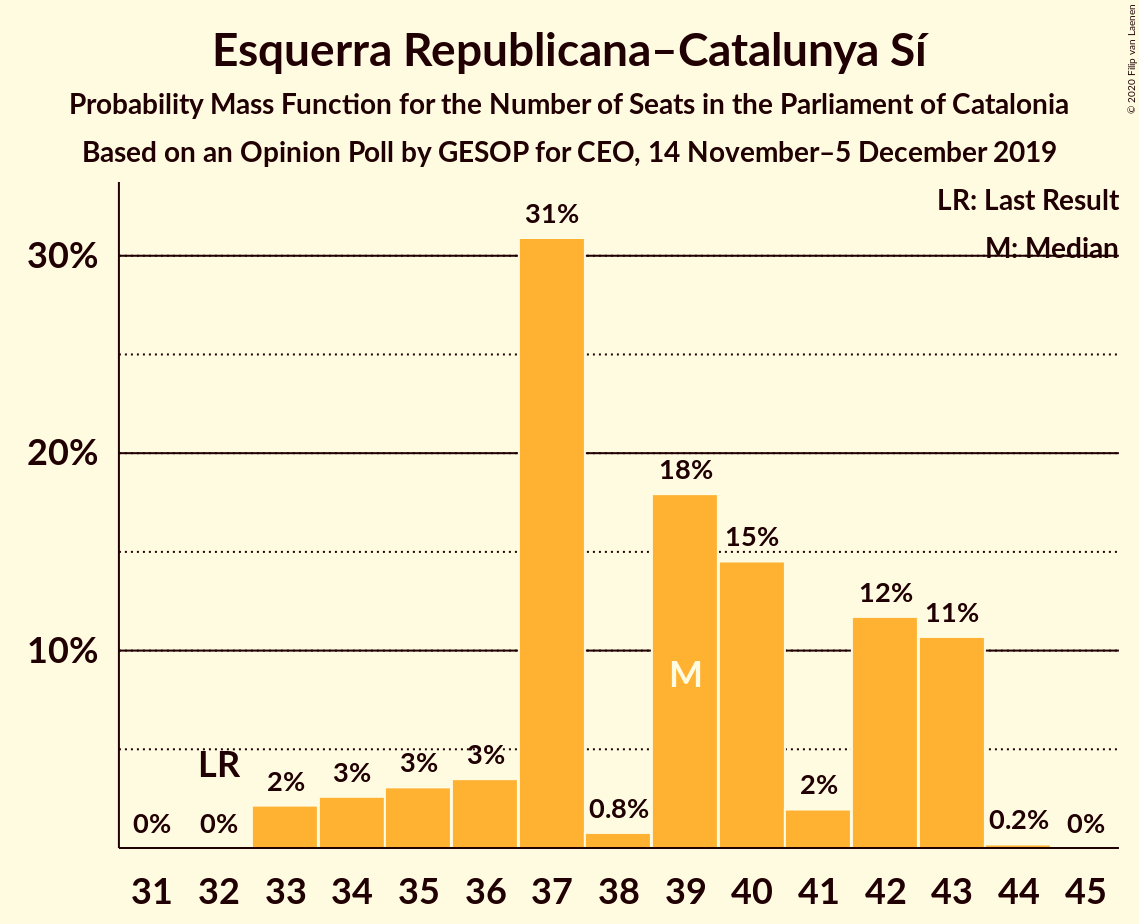 Esquerra Republicana–Catalunya Sí
Probability Mass Function for the Number of Seats in the Parliament of Catalonia
Based on an Opinion Poll by GESOP for CEO, 14 November–5 December 2019
© 2020 Filip van Laenen
LR: Last Result
M: Median
30%
20%
10%
0%
0%
LR
2%
3%
3%
3%
31%
0.8%
18%
M
15%
2%
12%
11%
0.2%
0%
31 32 33 34 35 36 37 38 39 40 41 42 43 44 45